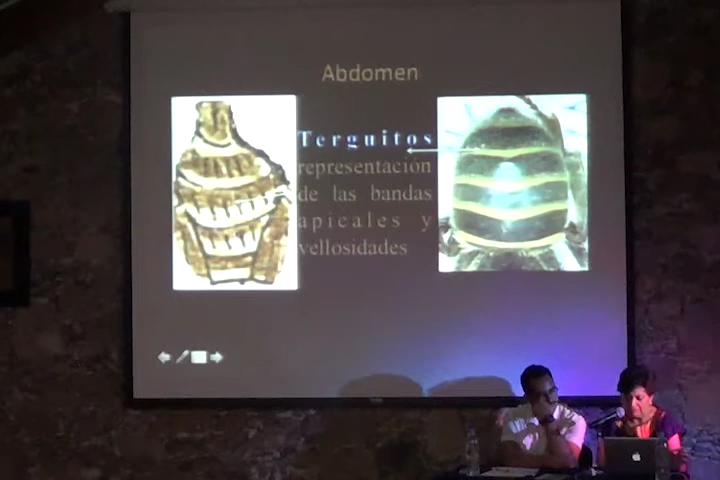 Abdomen
Terguitos
representación
de las bandas
apicales y
vellosidades